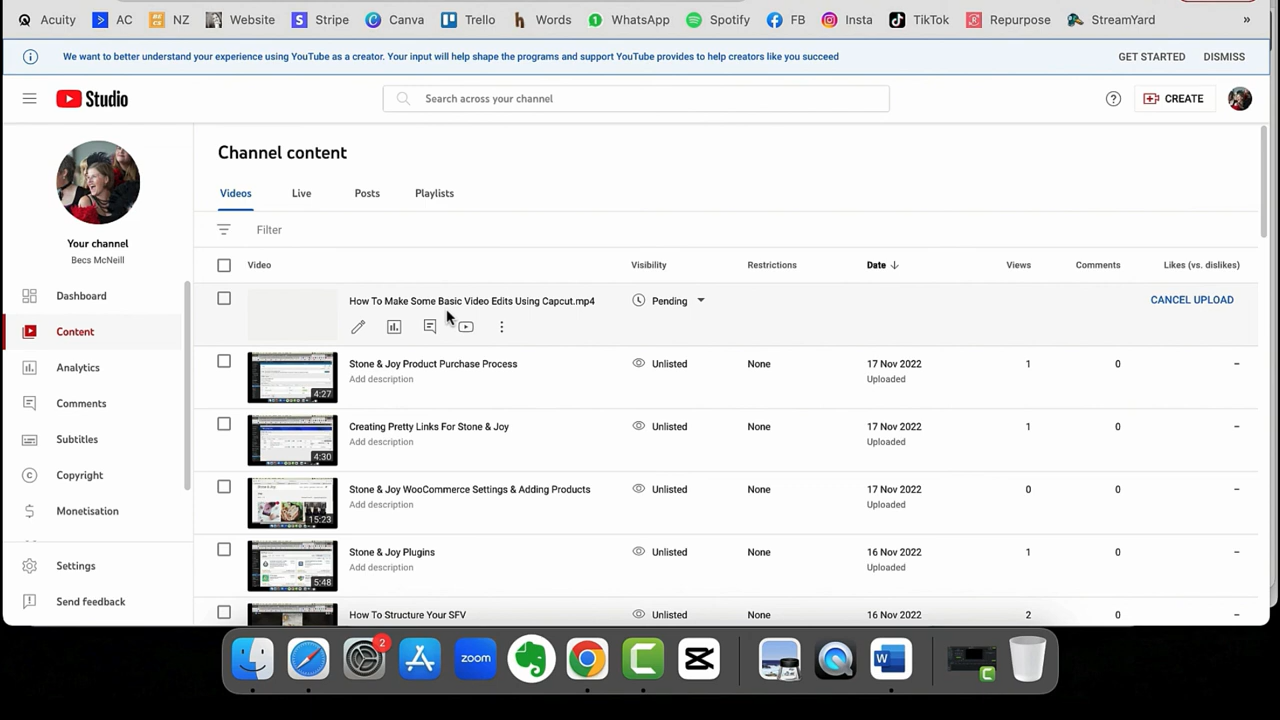 Acuity AC BE CS NZ Website Stripe Canva Trello Words WhatsApp Spotify FB Insta TikTok Repurpose StreamYard »
We want to better understand your experience using YouTube as a creator. Your input will help shape the programs and support YouTube provides to help creators like you succeed GET STARTED DISMISS
Studio Search across your channel CREATE
Channel content
Videos Live Posts Playlists
Your channel
Becs McNeill
Filter
Video Visibility Restrictions Date Views Comments Likes (vs. dislikes)
Dashboard
Content
Analytics
Comments
Subtitles
Copyright
Monetisation
Settings
Send feedback
How To Make Some Basic Video Edits Using Capcut.mp4 Pending CANCEL UPLOAD
4:27 Stone & Joy Product Purchase Process Unlisted None 17 Nov 2022 1 0 –
Add description Uploaded
4:30 Creating Pretty Links For Stone & Joy Unlisted None 17 Nov 2022 1 0 –
Add description Uploaded
15:23 Stone & Joy WooCommerce Settings & Adding Products Unlisted None 17 Nov 2022 0 0 –
Add description Uploaded
5:48 Stone & Joy Plugins Unlisted None 16 Nov 2022 1 0 –
Add description Uploaded
How To Structure Your SFV Unlisted None 16 Nov 2022 2 0 –
2 zoom W